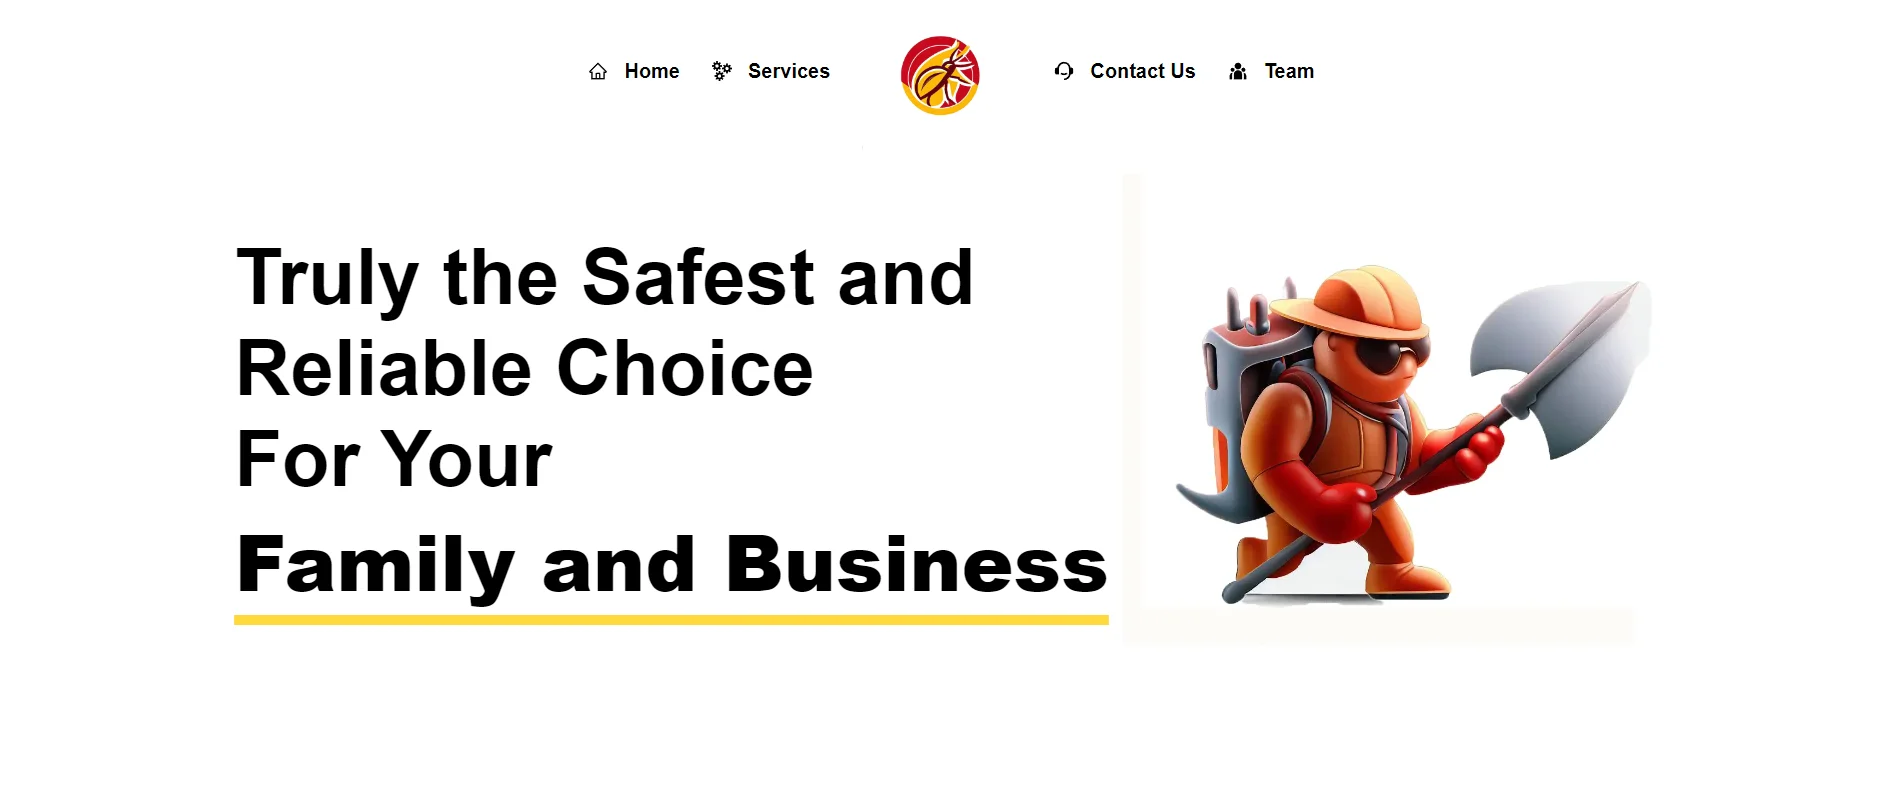 Home Services Contact Us Team
Truly the Safest and
Reliable Choice
For Your
Family and Business